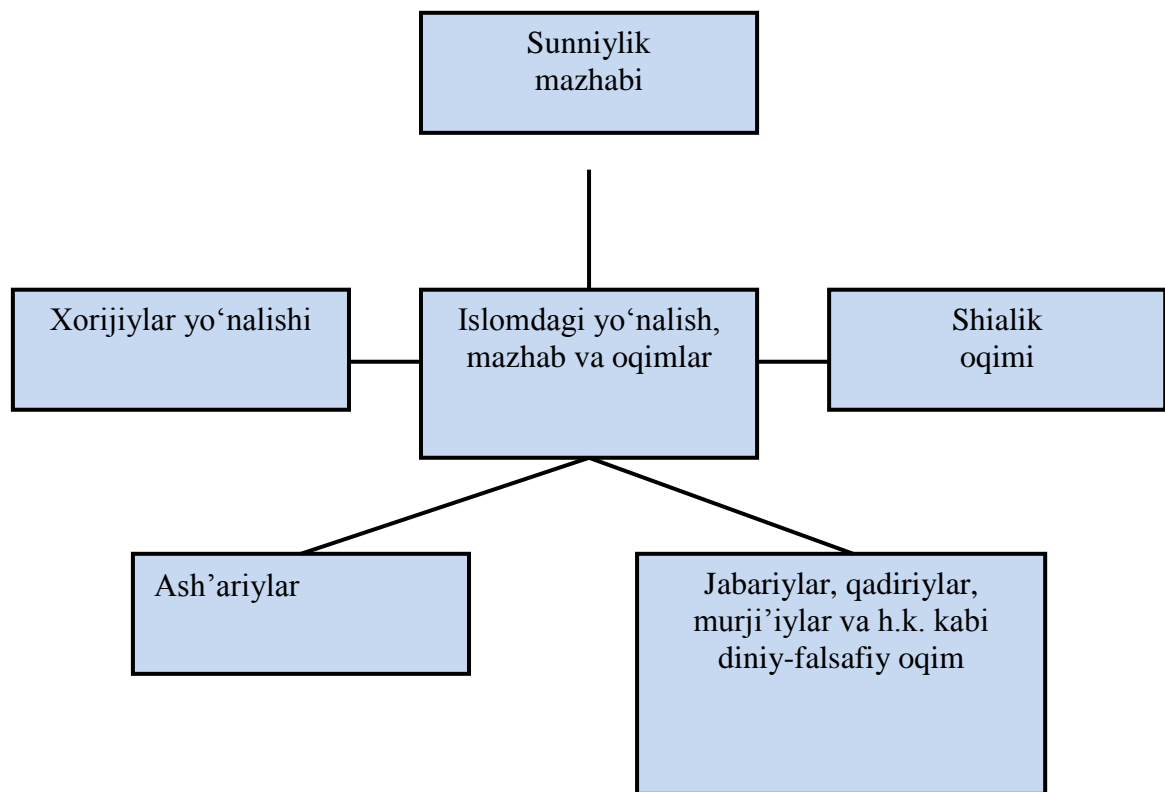 Sunniylik
mazhabi
Xorijiylar yo‘nalishi
Islomdagi yo‘nalish,
mazhab va oqimlar
Shialik
oqimi
Ash’ariylar
Jabariylar, qadiriylar,
murji’iylar va h.k. kabi
diniy-falsafiy oqim